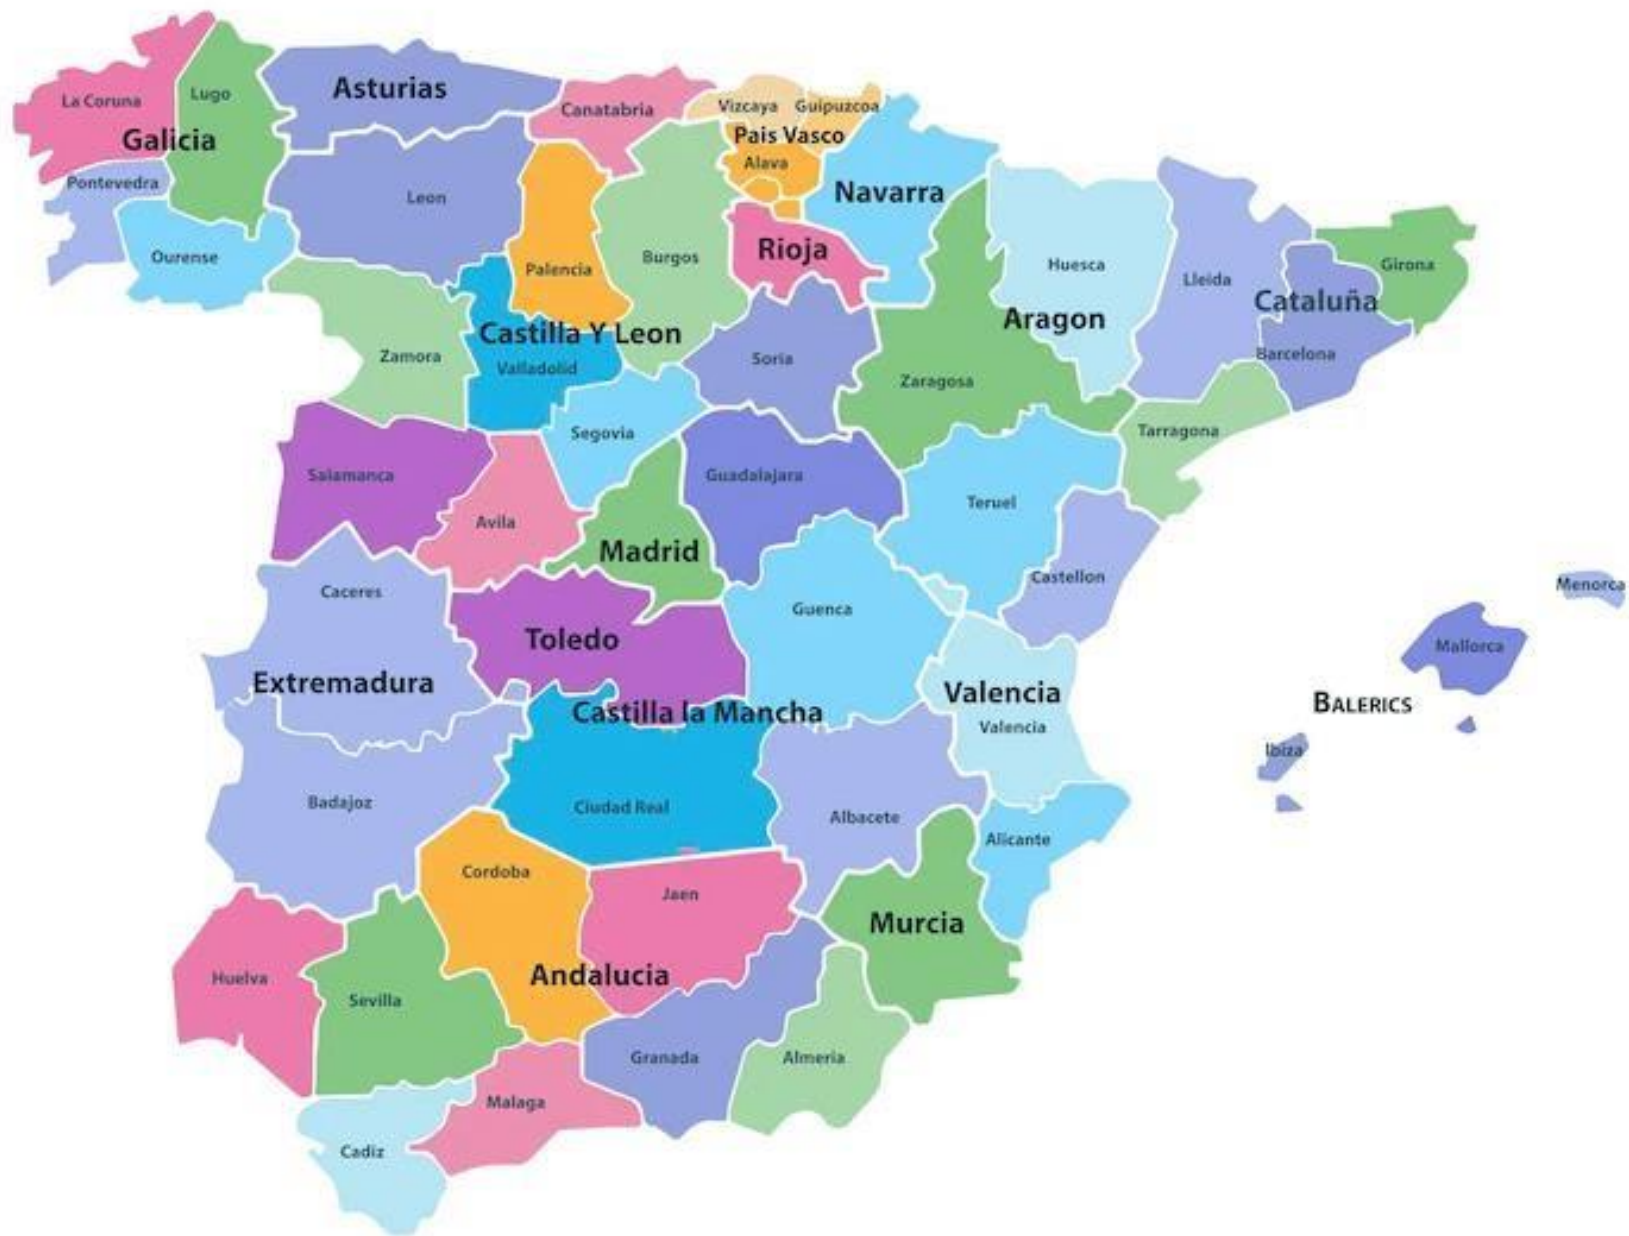 Asturias
La Coruna
Lugo
Galicia
Canatabria
Vizcaya
Guipuzcoa
Pais Vasco
Alava
Pontevedra
Leon
Navarra
Ourense
Palencia
Burgos
Rioja
Huesca
Lleida
Girona
Cataluña
Aragon
Castilla Y Leon
Zamora
Valladolid
Soria
Barcelona
Zaragosa
Segovia
Tarragona
Salamanca
Guadalajara
Avila
Teruel
Madrid
Castellon
Caceres
Guenca
Menorca
Toledo
Mallorca
Extremadura
Valencia
Castilla la Mancha
Valencia
BALERICS
Ibiza
Badajoz
Ciudad Real
Albacete
Alicante
Cordoba
Jaen
Murcia
Huelva
Andalucia
Sevilla
Granada
Almeria
Malaga
Cadiz